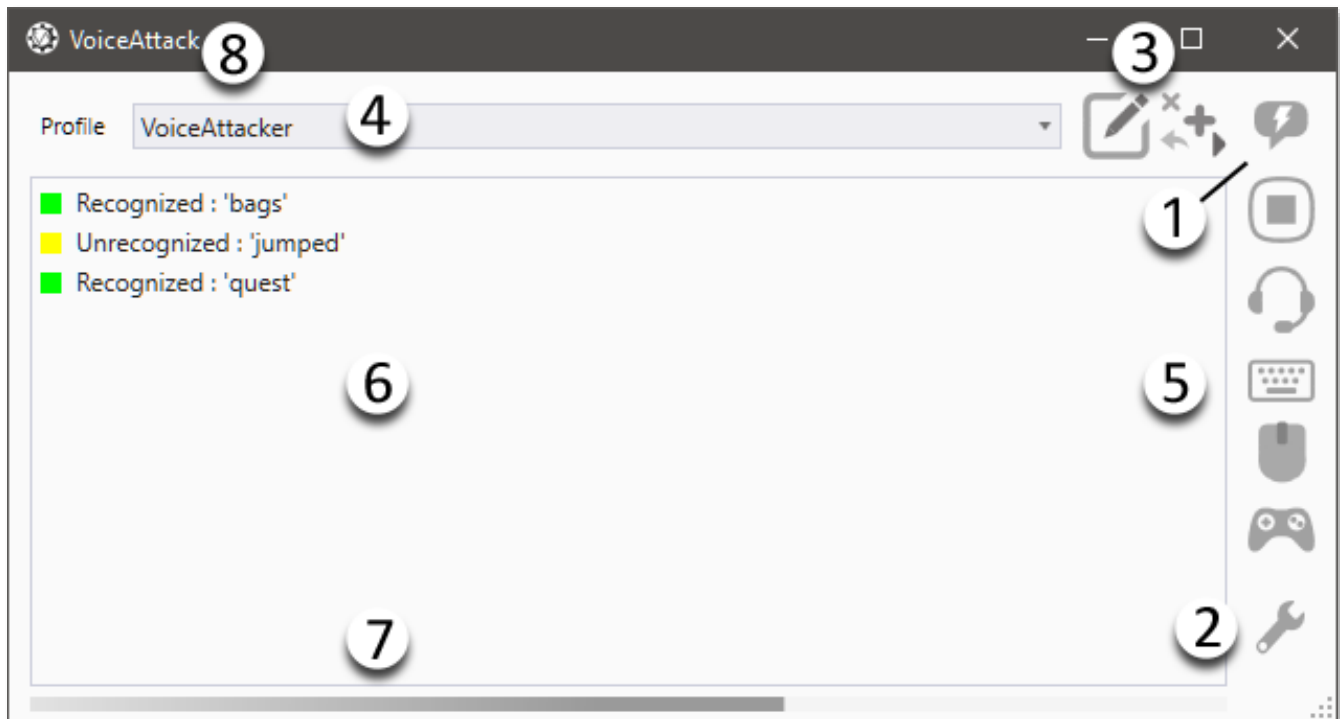 VoiceAttack
8
3
Profile
VoiceAttacker
4
1
Recognized : 'bags'
Unrecognized : 'jumped'
Recognized : 'quest'
6
5
7
2